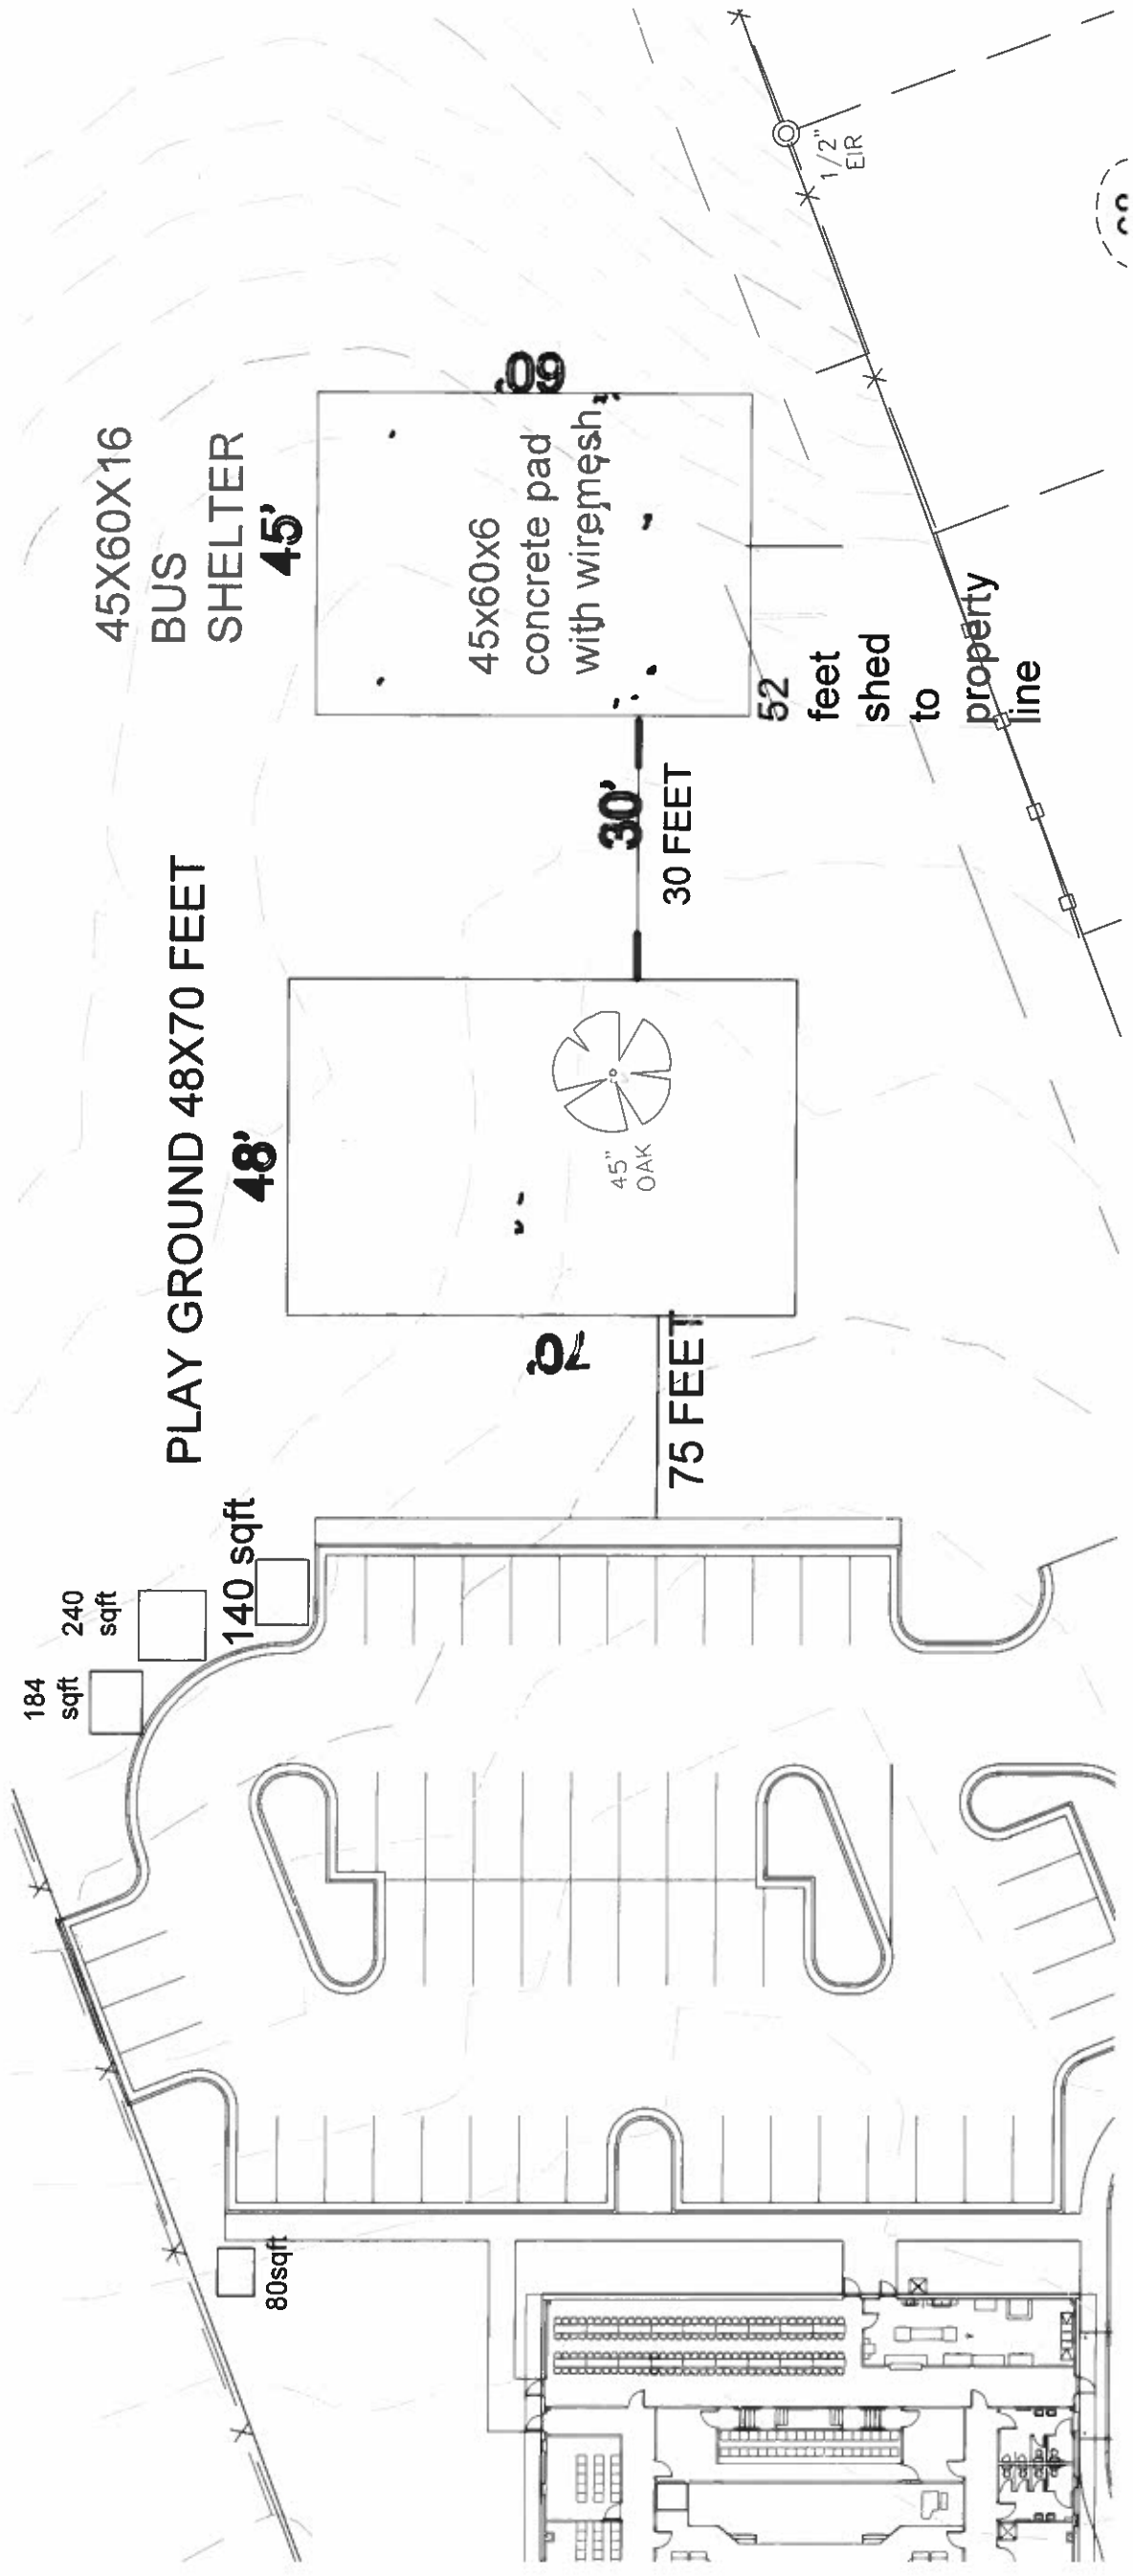 45X60X16
BUS
SHELTER
45'
60'
45x60x6
concrete pad
with wiremesh
1/2"
EIR
52
feet
shed
to
property
line
30'
30 FEET
PLAY GROUND 48X70 FEET
48'
70'
45"
OAK
75 FEET
184
sqft
240
sqft
140 sqft
80sqft